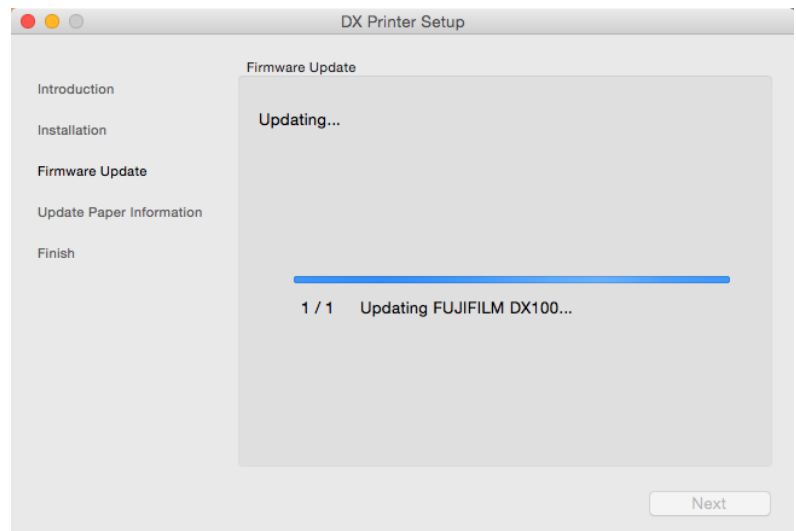 DX Printer Setup
Introduction
Installation
Firmware Update
Update Paper Information
Finish
Firmware Update
Updating...
1 / 1 Updating FUJIFILM DX100...
Next